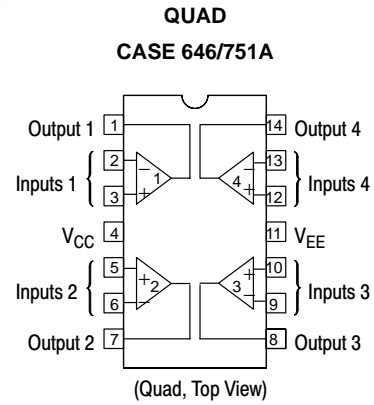 QUAD
CASE 646/751A
Output 1 1 14 Output 4
2 − − 13
Inputs 1 1 4 Inputs 4
3 + + 12
VCC 4 11 VEE
5 + + 10
Inputs 2 2 3 Inputs 3
6 − − 9
Output 2 7 8 Output 3
(Quad, Top View)